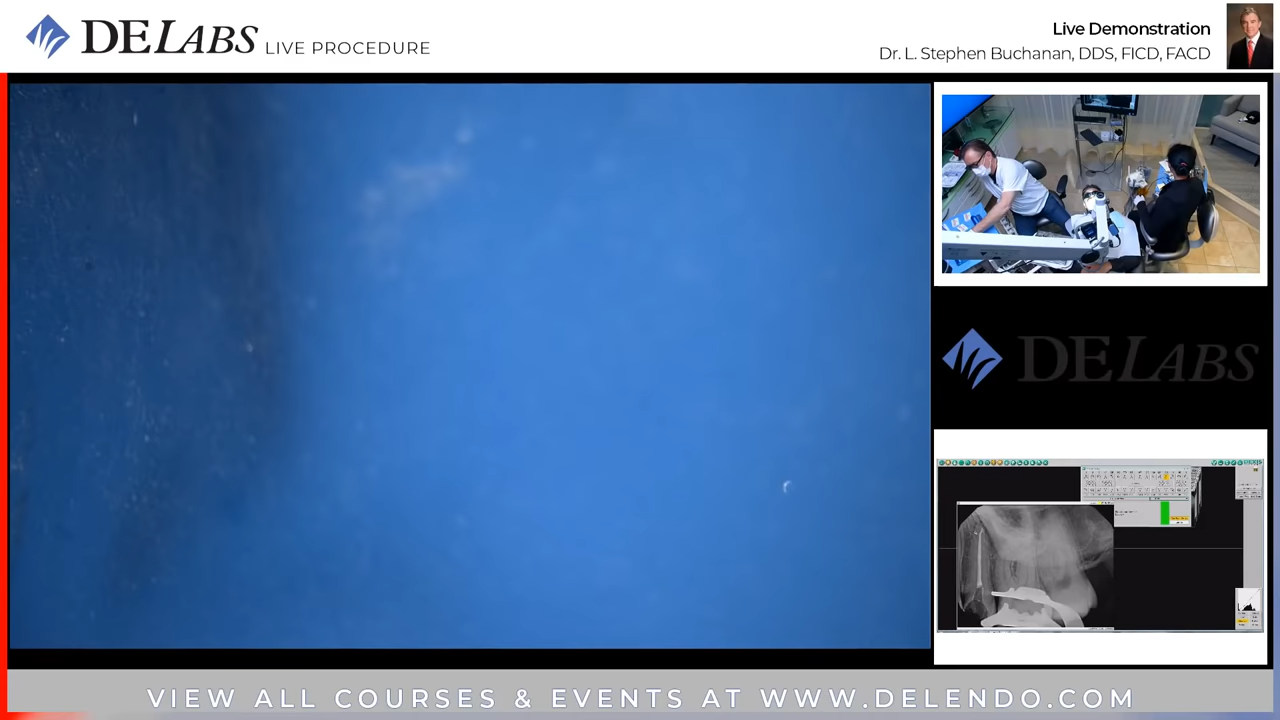 DELABS LIVE PROCEDURE
Live Demonstration
Dr. L. Stephen Buchanan, DDS, FICD, FACD
DELABS
VIEW ALL COURSES & EVENTS AT WWW.DELENDO.COM